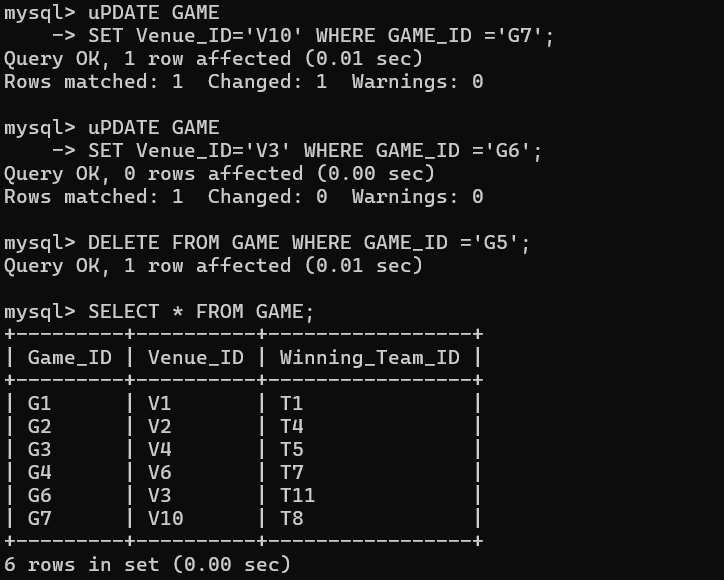 mysql> uPDATE GAME
    -> SET Venue_ID='V10' WHERE GAME_ID ='G7';
Query OK, 1 row affected (0.01 sec)
Rows matched: 1  Changed: 1  Warnings: 0

mysql> uPDATE GAME
    -> SET Venue_ID='V3' WHERE GAME_ID ='G6';
Query OK, 0 rows affected (0.00 sec)
Rows matched: 1  Changed: 0  Warnings: 0

mysql> DELETE FROM GAME WHERE GAME_ID ='G5';
Query OK, 1 row affected (0.01 sec)

mysql> SELECT * FROM GAME;
+---------+----------+-----------------+
| Game_ID | Venue_ID | Winning_Team_ID |
+---------+----------+-----------------+
| G1      | V1       | T1              |
| G2      | V2       | T4              |
| G3      | V4       | T5              |
| G4      | V6       | T7              |
| G6      | V3       | T11             |
| G7      | V10      | T8              |
+---------+----------+-----------------+
6 rows in set (0.00 sec)